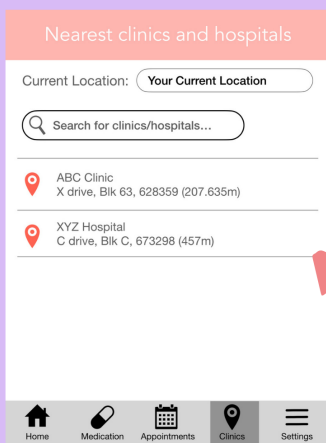 Nearest clinics and hospitals
Current Location: Your Current Location
Search for clinics/hospitals...
ABC Clinic
X drive, Blk 63, 628359 (207.635m)
XYZ Hospital
C drive, Blk C, 673298 (457m)
Home Medication Appointments Clinics Settings